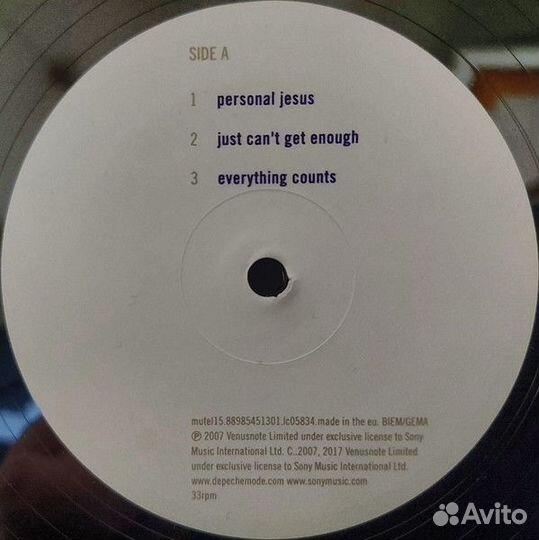 SIDE A
1 personal jesus
2 just can't get enough
3 everything counts
mutel15.88985451301.lc05834.made in the eu. BIEM/GEMA
℗ 2007 Venusnote Limited under exclusive license to Sony
Music International Ltd. C..2007, 2017 Venusnote Limited
under exclusive license to Sony Music International Ltd.
www.depechemode.com www.sonymusic.com
33rpm
Avito